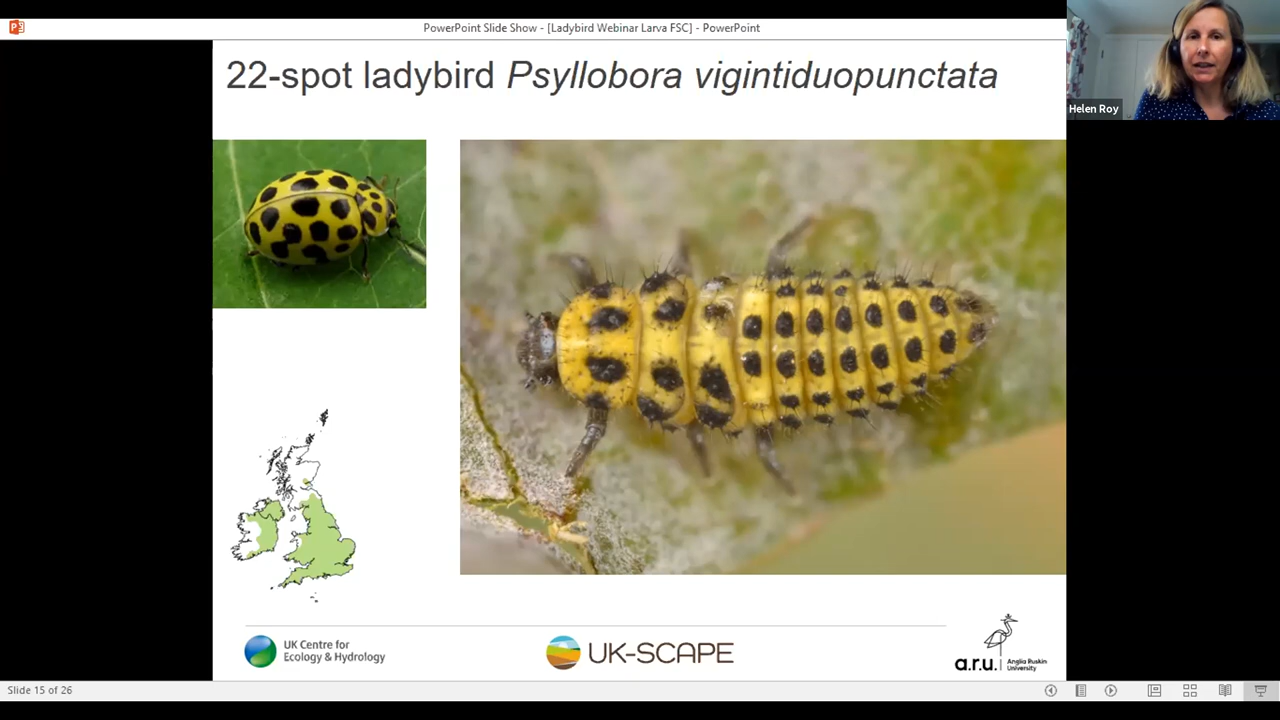 PowerPoint Slide Show - [Ladybird Webinar Larva FSC] - PowerPoint
Helen Roy
22-spot ladybird Psyllobora vigintiduopunctata
UK Centre for
Ecology & Hydrology
UK-SCAPE
a.r.u.
Anglia Ruskin
University
Slide 15 of 26